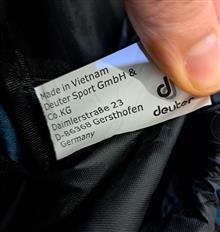 Made in Vietnam
Deuter Sport GmbH &
Co.KG
Daimlerstraße 23
D-86368 Gersthofen
Germany
deuter